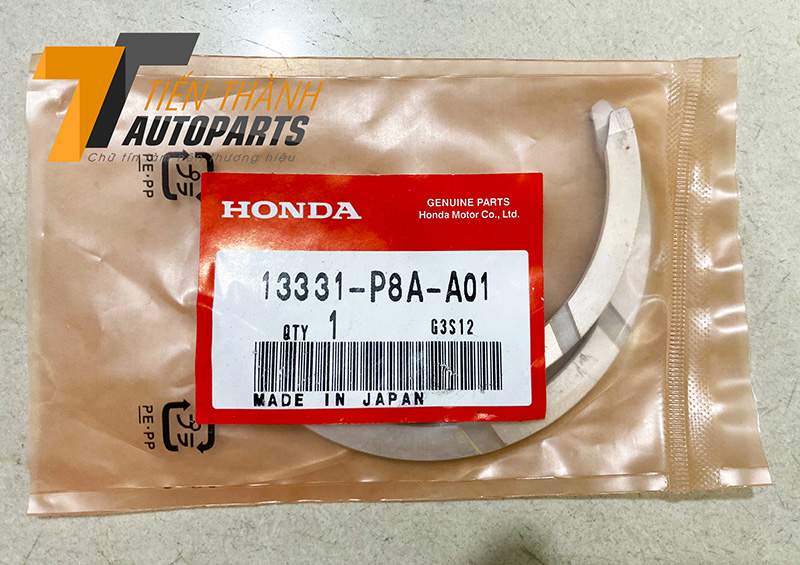 TIẾN THÀNH
AUTOPARTS
PE·PP
HONDA
GENUINE PARTS
Honda Motor Co., Ltd.
13331-P8A-A01
QTY 1 G3S12
MADE IN JAPAN
PE·PP